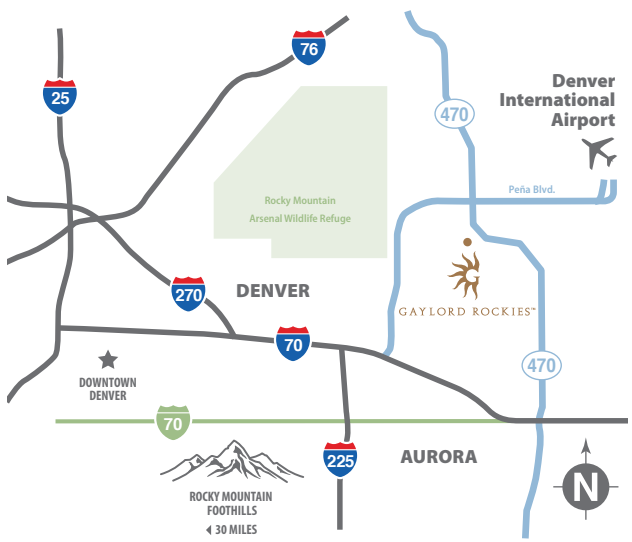 76
25
470
Denver
International
Airport
Peña Blvd.
Rocky Mountain
Arsenal Wildlife Refuge
270
DENVER
GAYLORD ROCKIES™
70
470
DOWNTOWN
DENVER
70
225
AURORA
N
ROCKY MOUNTAIN
FOOTHILLS
30 MILES